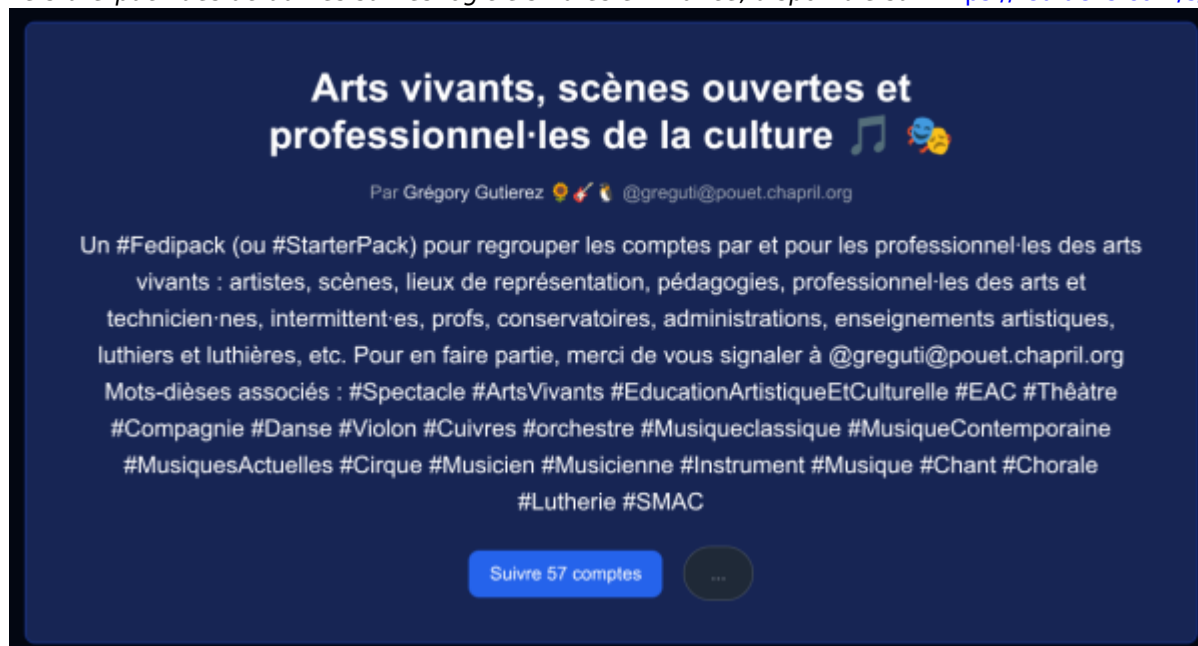 Arts vivants, scènes ouvertes et
professionnel·les de la culture 🎵 🎭
Par Grégory Gutierez 🌻🎸🐧 @greguti@pouet.chapril.org
Un #Fedipack (ou #StarterPack) pour regrouper les comptes par et pour les professionnel·les des arts
vivants : artistes, scènes, lieux de représentation, pédagogies, professionnel·les des arts et
technicien·nes, intermittent·es, profs, conservatoires, administrations, enseignements artistiques,
luthiers et luthières, etc. Pour en faire partie, merci de vous signaler à @greguti@pouet.chapril.org
Mots-dièses associés : #Spectacle #ArtsVivants #EducationArtistiqueEtCulturelle #EAC #Thêàtre
#Compagnie #Danse #Violon #Cuivres #orchestre #Musiqueclassique #MusiqueContemporaine
#MusiquesActuelles #Cirque #Musicien #Musicienne #Instrument #Musique #Chant #Chorale
#Lutherie #SMAC
Suivre 57 comptes ...